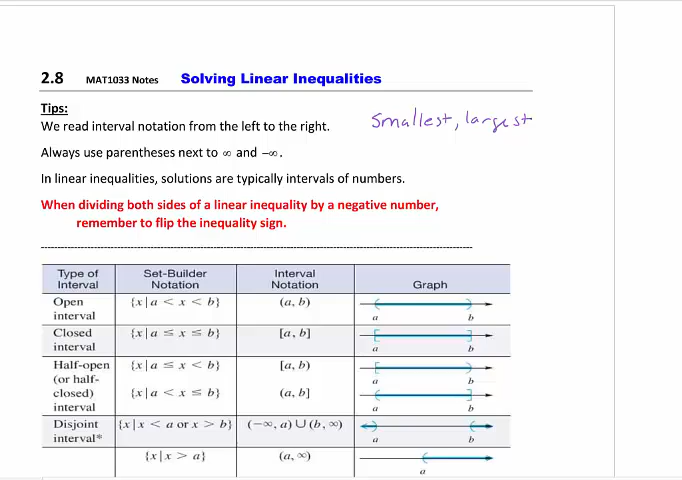 2.8 MAT1033 Notes Solving Linear Inequalities
Tips:
We read interval notation from the left to the right. Smallest, largest
Always use parentheses next to ∞ and −∞.
In linear inequalities, solutions are typically intervals of numbers.
When dividing both sides of a linear inequality by a negative number,
remember to flip the inequality sign.
Type of Interval Set-Builder Notation Interval Notation Graph
Open interval {x | a < x < b} (a, b) a b
Closed interval {x | a ≤ x ≤ b} [a, b] a b
Half-open (or half-closed) interval {x | a ≤ x < b} [a, b) a b
{x | a < x ≤ b} (a, b] a b
Disjoint interval* {x | x < a or x > b} (−∞, a) ∪ (b, ∞) a b
{x | x > a} (a, ∞) a